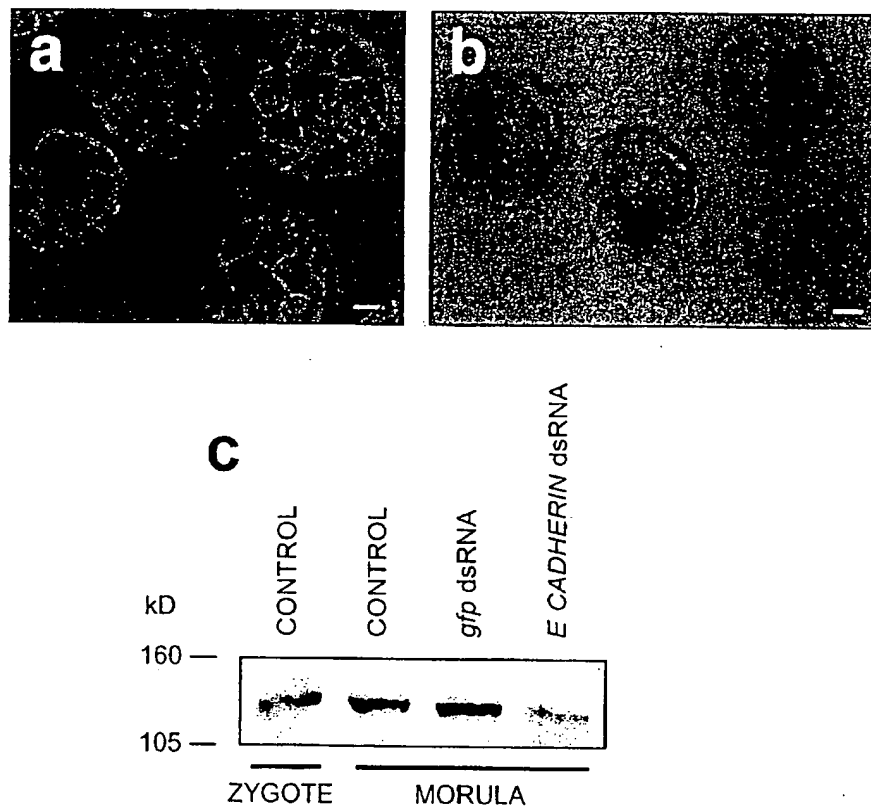 a
b
c
CONTROL
CONTROL
gfp dsRNA
E CADHERIN dsRNA
kD
160
105
ZYGOTE
MORULA